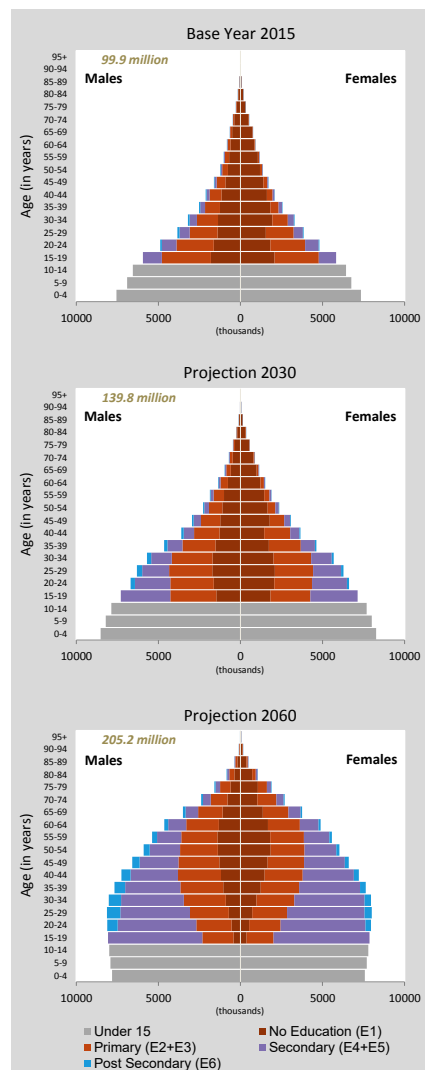 Base Year 2015
99.9 million
Males
Females
Age (in years)
95+
90-94
85-89
80-84
75-79
70-74
65-69
60-64
55-59
50-54
45-49
40-44
35-39
30-34
25-29
20-24
15-19
10-14
5-9
0-4
10000 5000 0 5000 10000
(thousands)
Projection 2030
139.8 million
Males
Females
Age (in years)
95+
90-94
85-89
80-84
75-79
70-74
65-69
60-64
55-59
50-54
45-49
40-44
35-39
30-34
25-29
20-24
15-19
10-14
5-9
0-4
10000 5000 0 5000 10000
(thousands)
Projection 2060
205.2 million
Males
Females
Age (in years)
95+
90-94
85-89
80-84
75-79
70-74
65-69
60-64
55-59
50-54
45-49
40-44
35-39
30-34
25-29
20-24
15-19
10-14
5-9
0-4
10000 5000 0 5000 10000
(thousands)
Under 15 No Education (E1)
Primary (E2+E3) Secondary (E4+E5)
Post Secondary (E6)